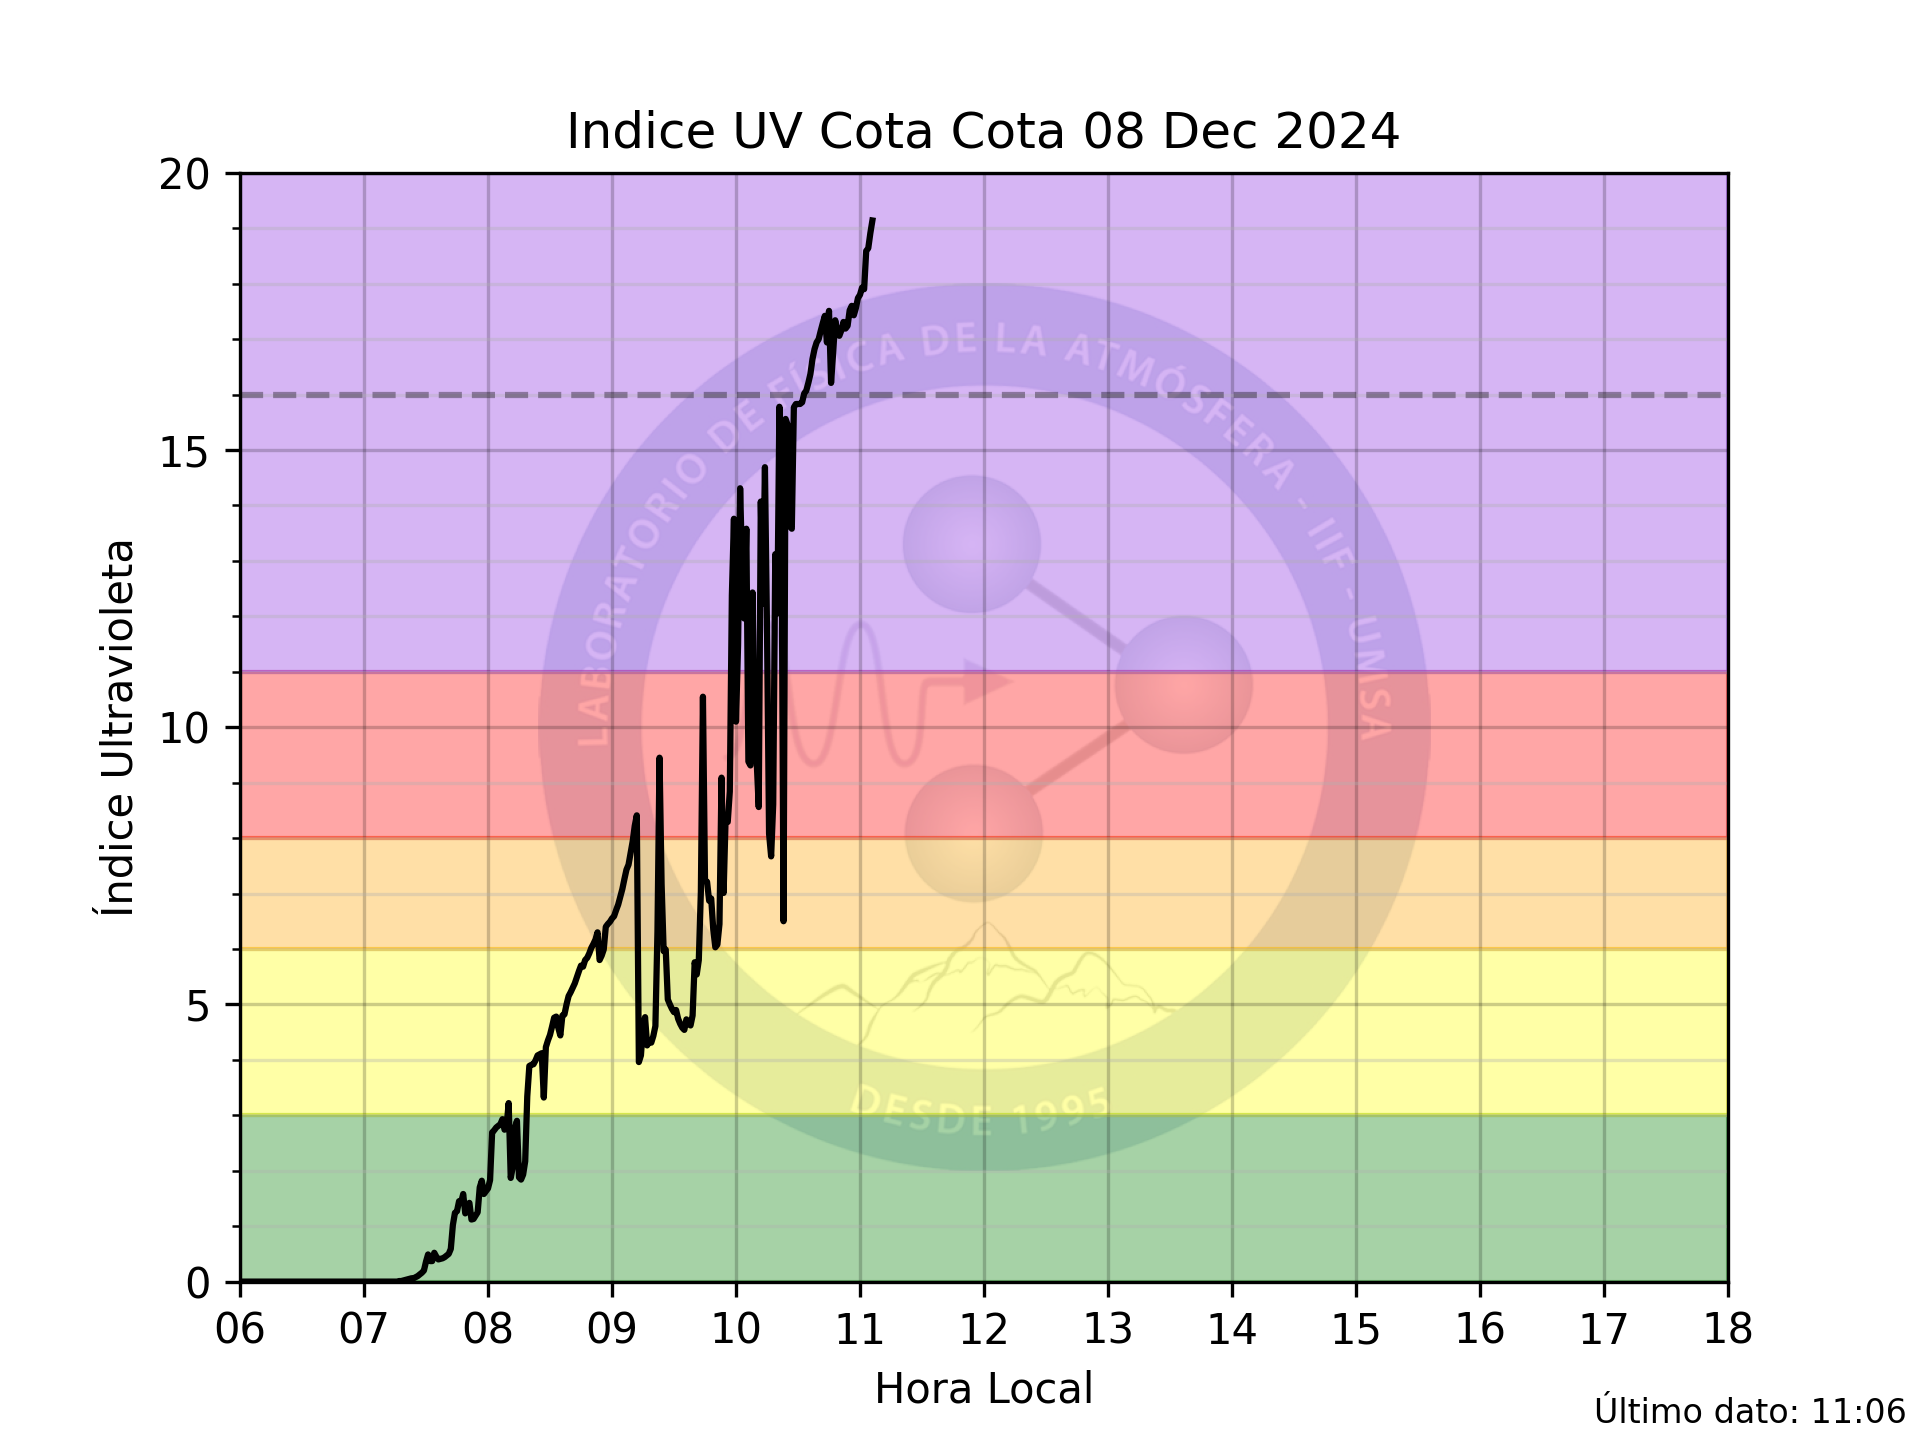 Indice UV Cota Cota 08 Dec 2024
20
15
10
5
0
Índice Ultravioleta
LABORATORIO DE FÍSICA DE LA ATMÓSFERA - IIF - UMSA
DESDE 1995
06 07 08 09 10 11 12 13 14 15 16 17 18
Hora Local
Último dato: 11:06